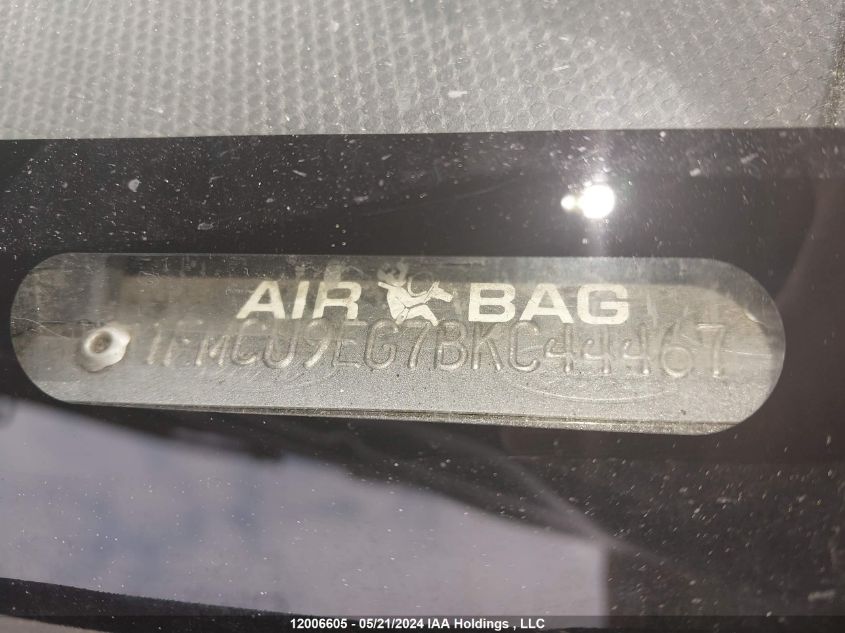 AIR BAG
1FMCU9EG7BKC44467
12006605 - 05/21/2024 IAA Holdings , LLC